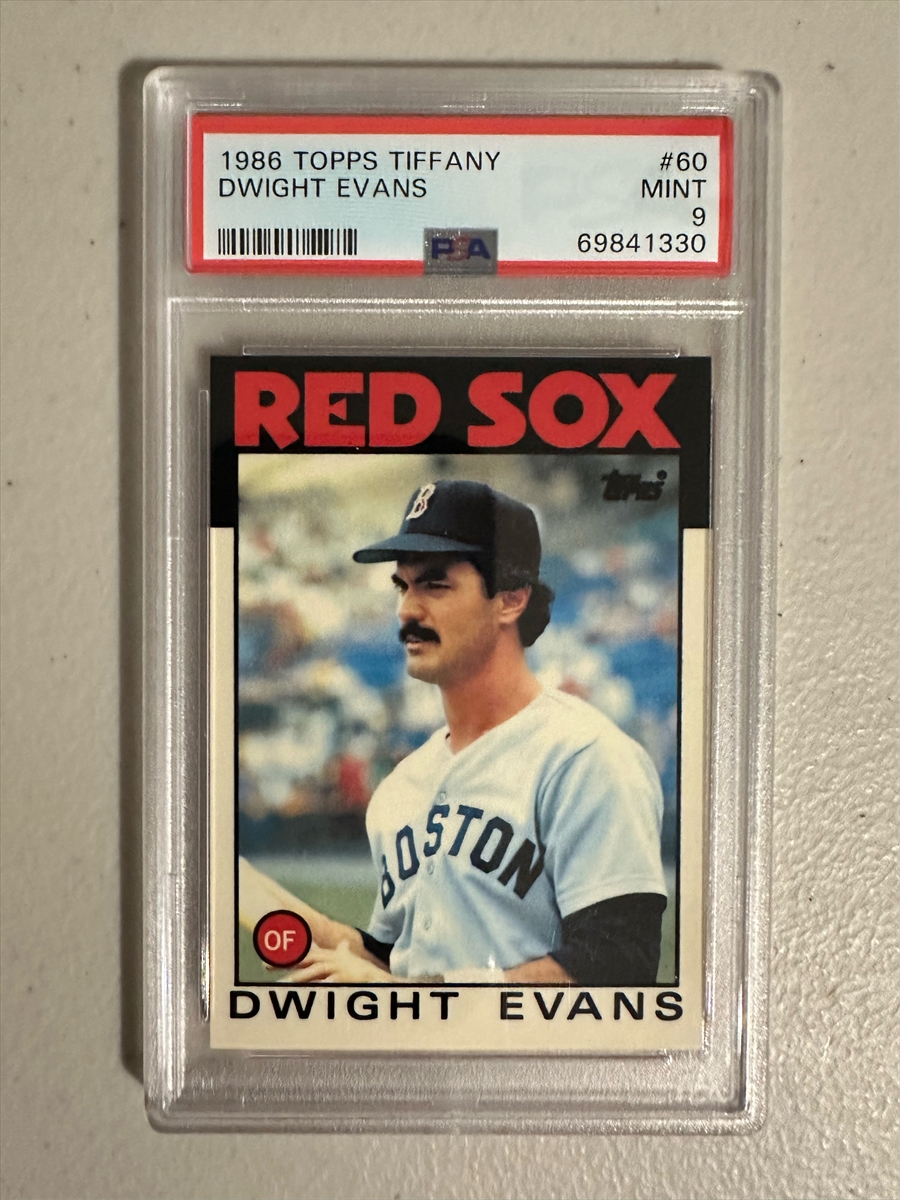 1986 TOPPS TIFFANY #60
DWIGHT EVANS MINT
9
PSA 69841330
RED SOX
Topps
B
BOSTON
OF
DWIGHT EVANS